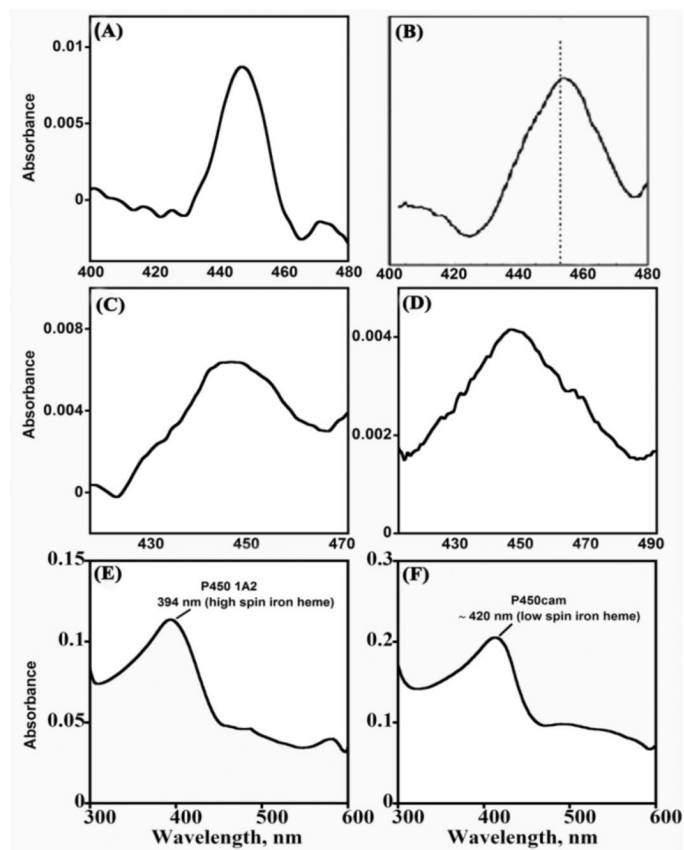 (A)
0.01
0.005
0
Absorbance
400 420 440 460 480
(B)
400 420 440 460 480
(C)
0.008
0.004
0
Absorbance
430 450 470
(D)
0.004
0.002
0
430 450 470 490
(E)
P450 1A2
394 nm (high spin iron heme)
0.15
0.1
0.05
0
Absorbance
300 400 500 600
Wavelength, nm
(F)
P450cam
~ 420 nm (low spin iron heme)
0.3
0.2
0.1
0
300 400 500 600
Wavelength, nm